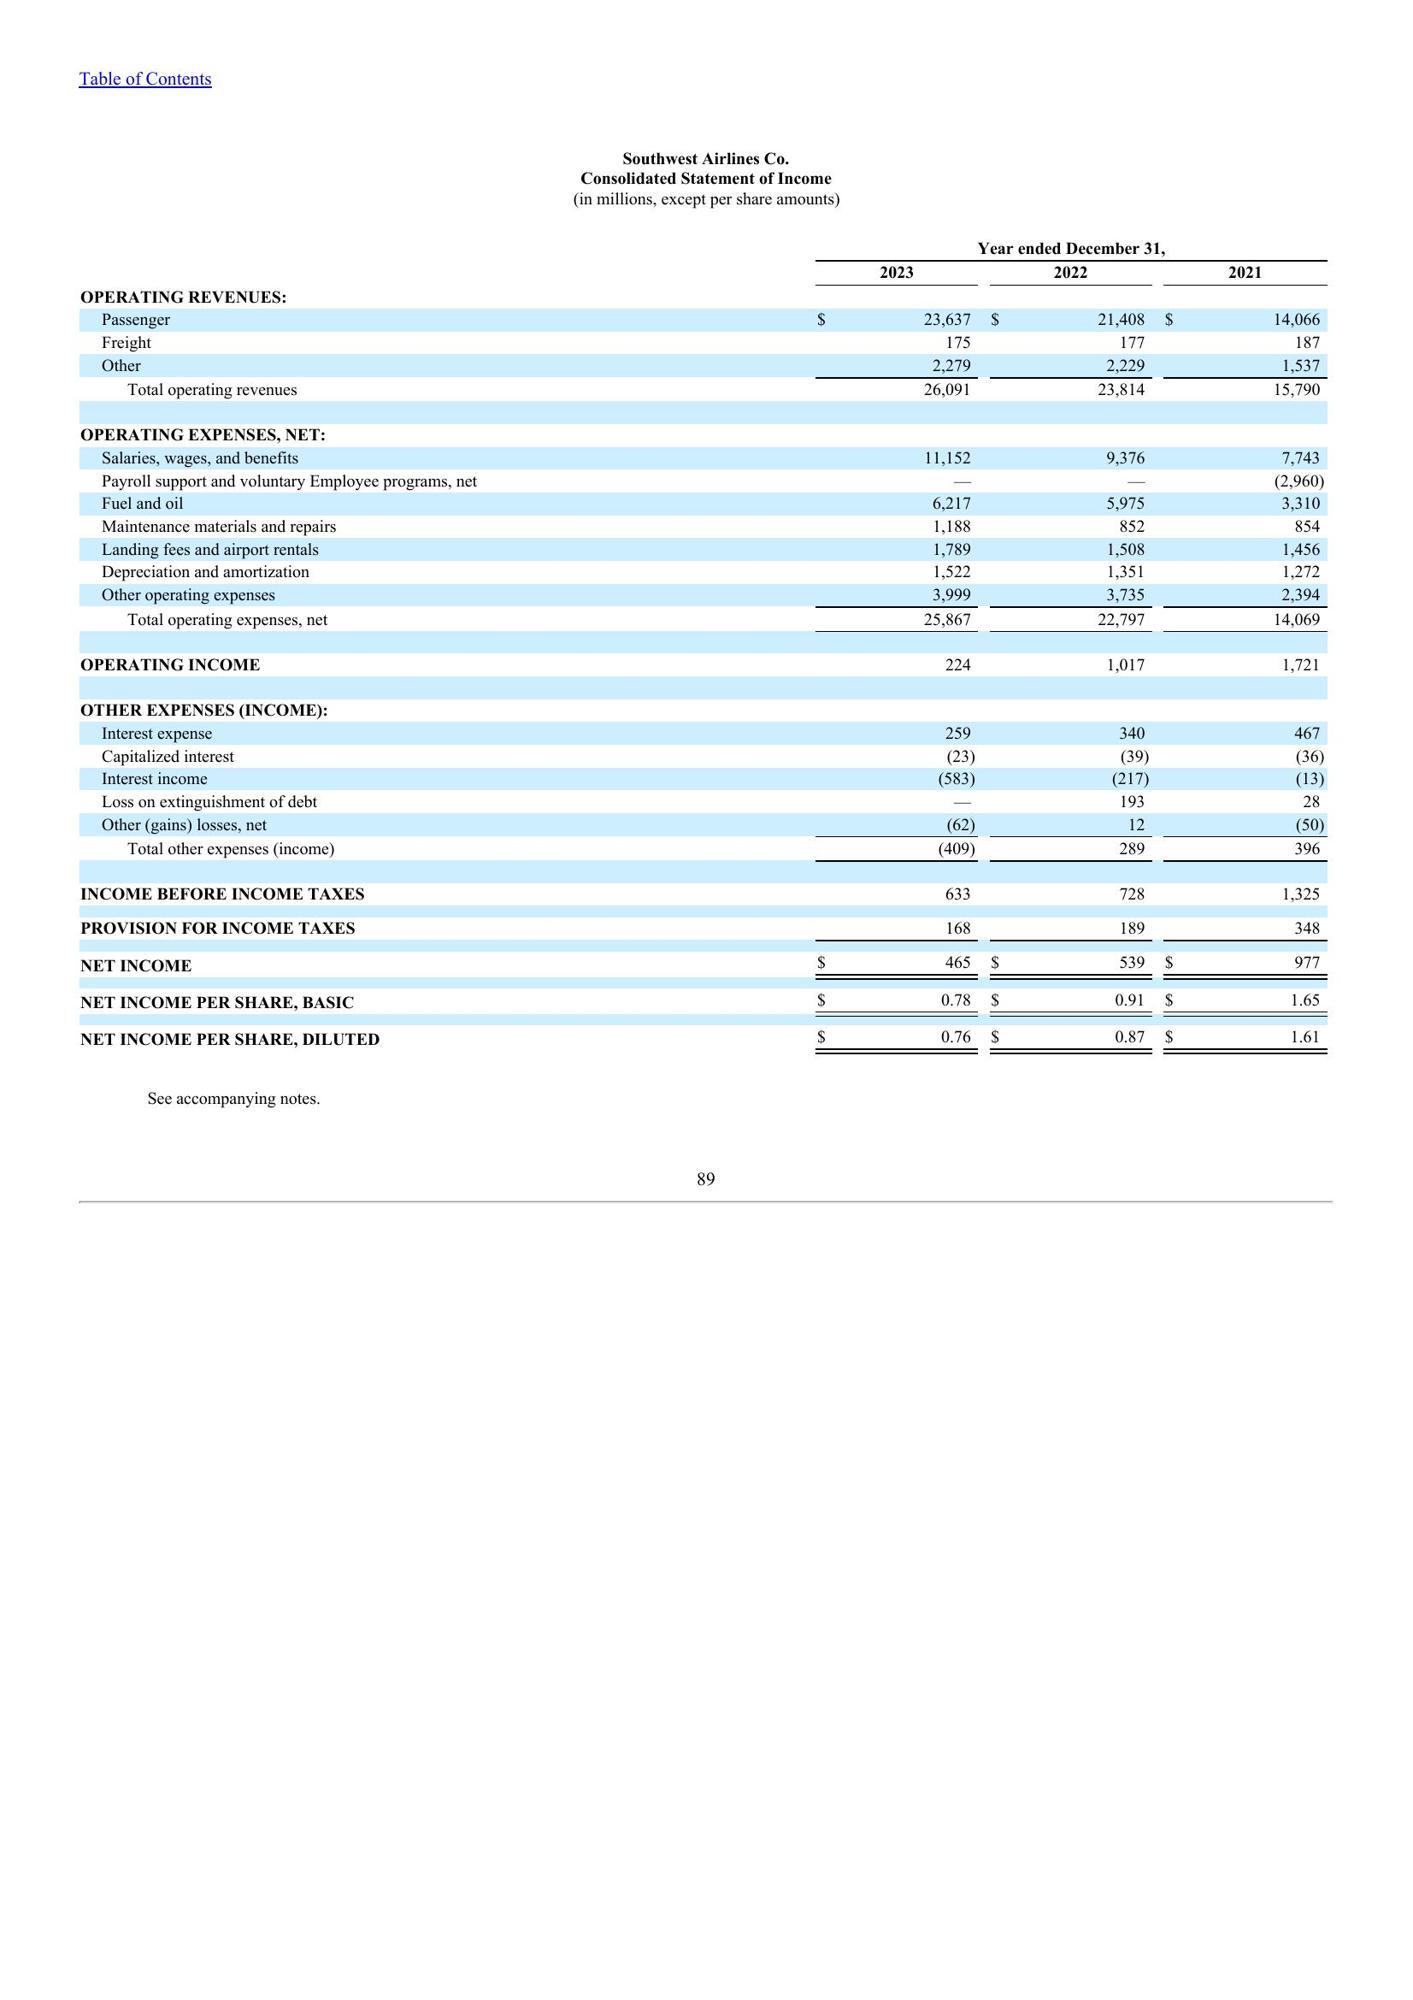 Table of Contents
Southwest Airlines Co.
Consolidated Statement of Income
(in millions, except per share amounts)
Year ended December 31,
2023 2022 2021
OPERATING REVENUES:
Passenger $ 23,637 $ 21,408 $ 14,066
Freight 175 177 187
Other 2,279 2,229 1,537
Total operating revenues 26,091 23,814 15,790
OPERATING EXPENSES, NET:
Salaries, wages, and benefits 11,152 9,376 7,743
Payroll support and voluntary Employee programs, net — — (2,960)
Fuel and oil 6,217 5,975 3,310
Maintenance materials and repairs 1,188 852 854
Landing fees and airport rentals 1,789 1,508 1,456
Depreciation and amortization 1,522 1,351 1,272
Other operating expenses 3,999 3,735 2,394
Total operating expenses, net 25,867 22,797 14,069
OPERATING INCOME 224 1,017 1,721
OTHER EXPENSES (INCOME):
Interest expense 259 340 467
Capitalized interest (23) (39) (36)
Interest income (583) (217) (13)
Loss on extinguishment of debt — 193 28
Other (gains) losses, net (62) 12 (50)
Total other expenses (income) (409) 289 396
INCOME BEFORE INCOME TAXES 633 728 1,325
PROVISION FOR INCOME TAXES 168 189 348
NET INCOME $ 465 $ 539 $ 977
NET INCOME PER SHARE, BASIC $ 0.78 $ 0.91 $ 1.65
NET INCOME PER SHARE, DILUTED $ 0.76 $ 0.87 $ 1.61
See accompanying notes.
89